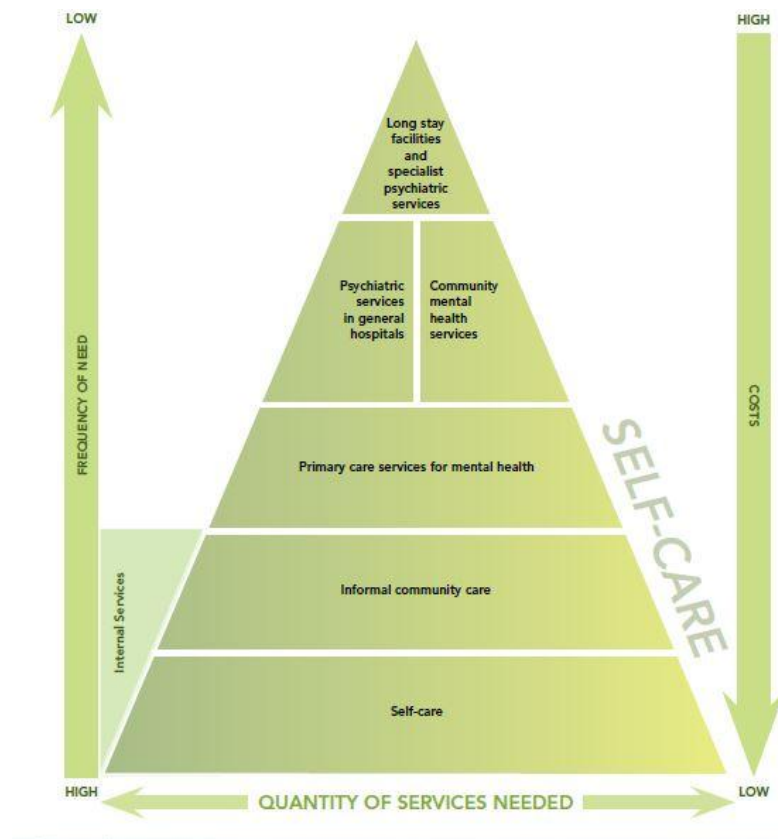 LOW
HIGH
Long stay
facilities
and
specialist
psychiatric
services
Psychiatric
services
in general
hospitals
Community
mental
health
services
FREQUENCY OF NEED
COSTS
SELF-CARE
Primary care services for mental health
Internal Services
Informal community care
Self-care
HIGH
LOW
QUANTITY OF SERVICES NEEDED